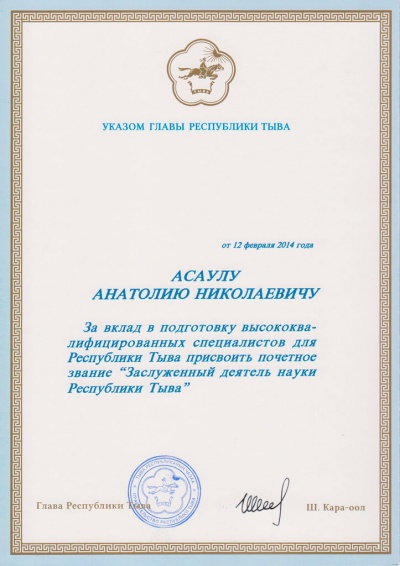 ТЫВА
УКАЗОМ ГЛАВЫ РЕСПУБЛИКИ ТЫВА
от 12 февраля 2014 года
АСАУЛУ
АНАТОЛИЮ НИКОЛАЕВИЧУ
За вклад в подготовку высококва-
лифицированных специалистов для
Республики Тыва присвоить почетное
звание “Заслуженный деятель науки
Республики Тыва”
Глава Республики Тыва
Ш. Кара-оол